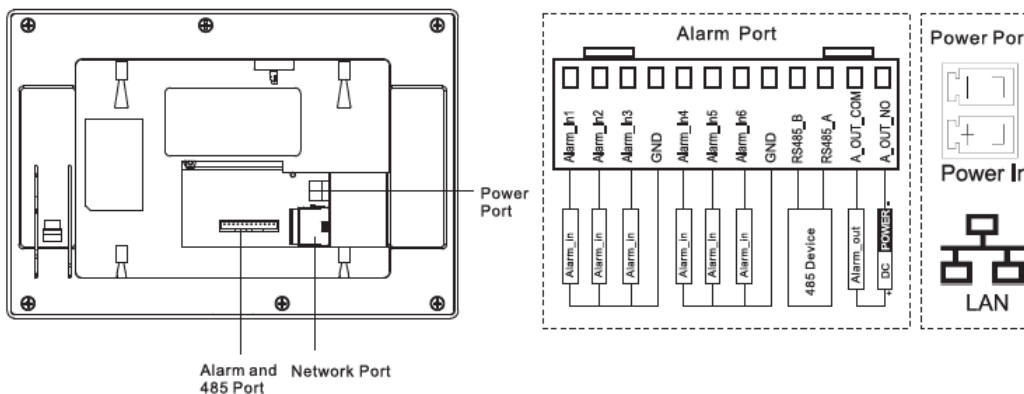 Power
Port
Alarm and
485 Port
Network Port
Alarm Port
Alarm_In1
Alarm_In2
Alarm_In3
GND
Alarm_In4
Alarm_In5
Alarm_In6
GND
RS485_B
RS485_A
A_OUT_COM
A_OUT_NO
Alarm_in
Alarm_in
Alarm_in
Alarm_in
Alarm_in
Alarm_in
485 Device
Alarm_out
+ DC POWER -
Power Por
- 
+
Power In
LAN